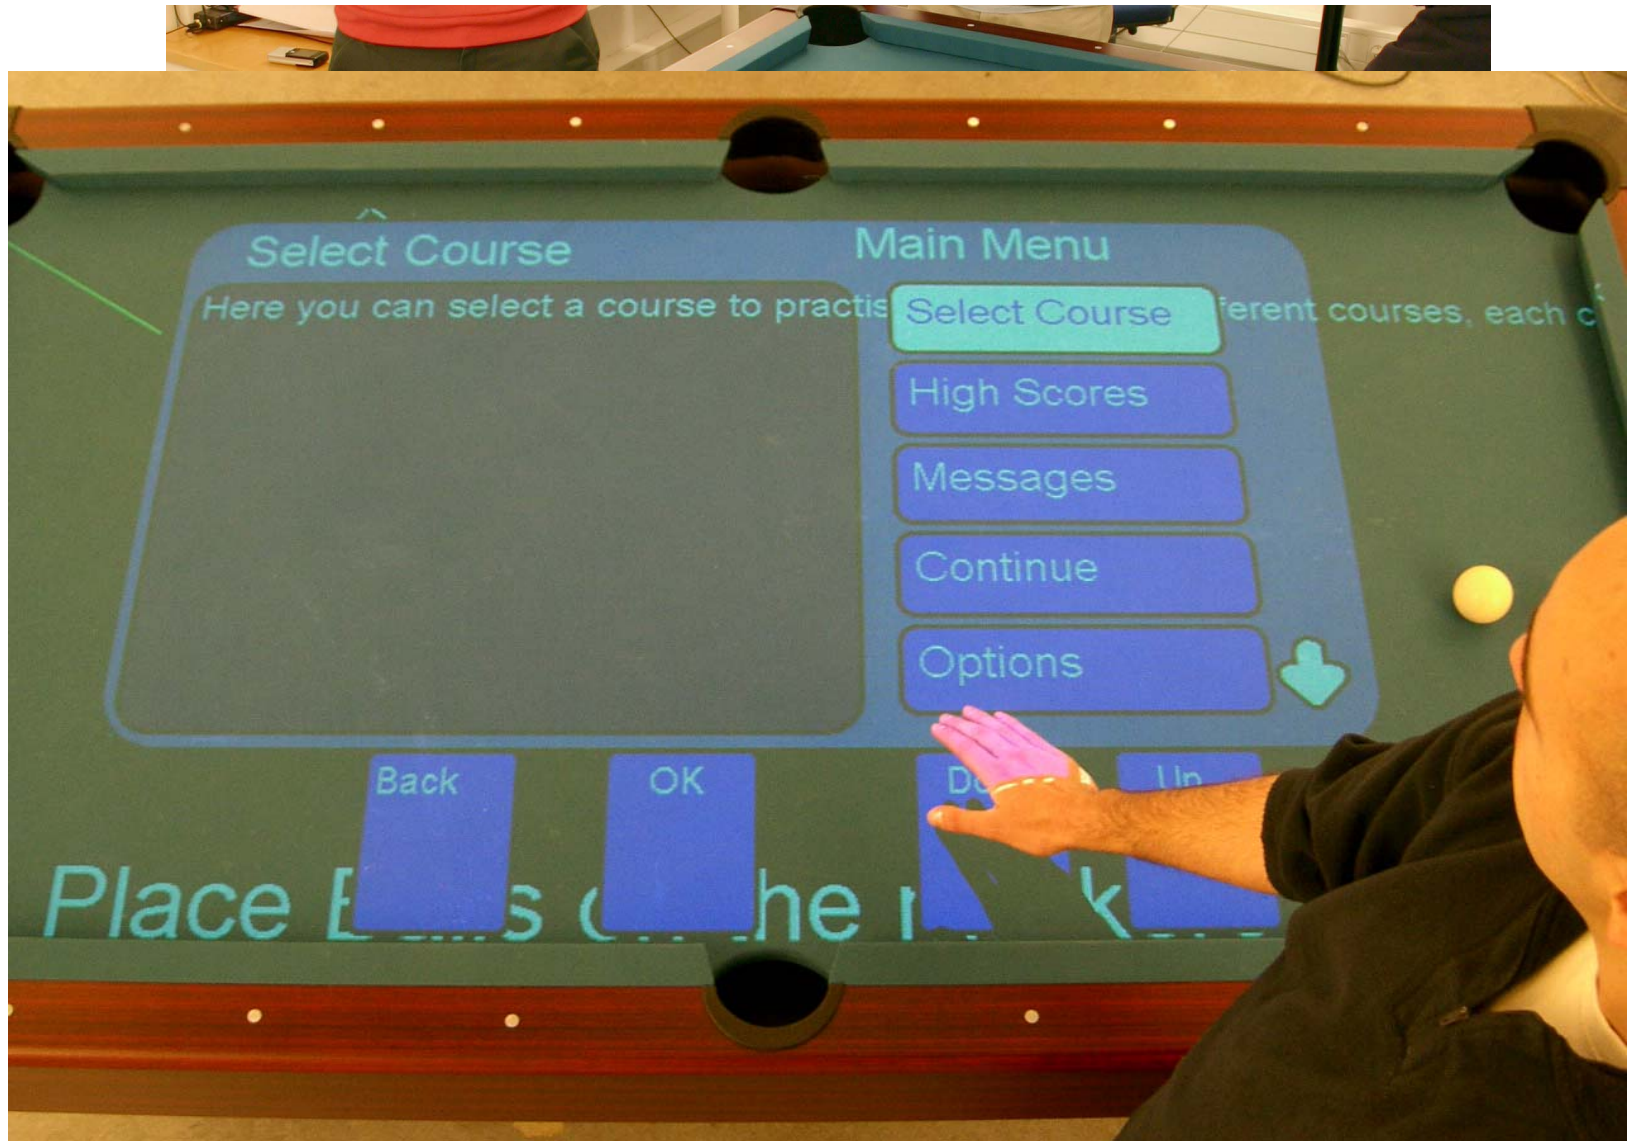 Select Course
Main Menu
Here you can select a course to
ferent courses, each
Select Course
High Scores
Messages
Continue
Options
Back
OK
Up
Place